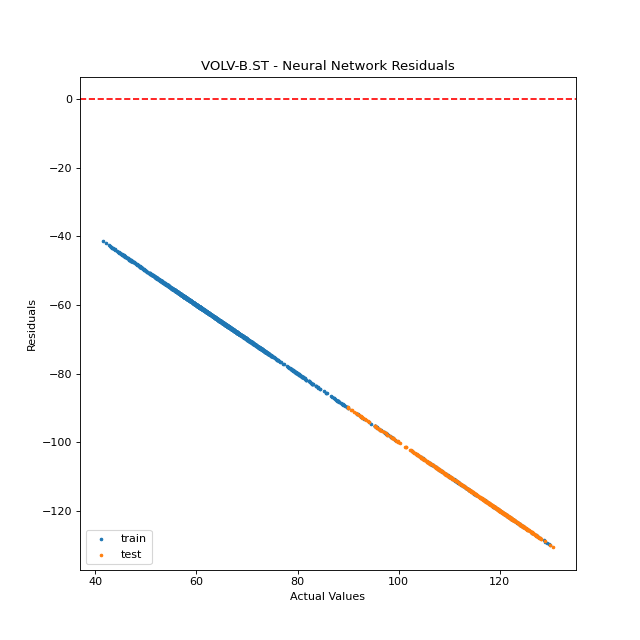 VOLV-B.ST - Neural Network Residuals
0
−20
−40
−60
−80
−100
−120
Residuals
train
test
40 60 80 100 120
Actual Values